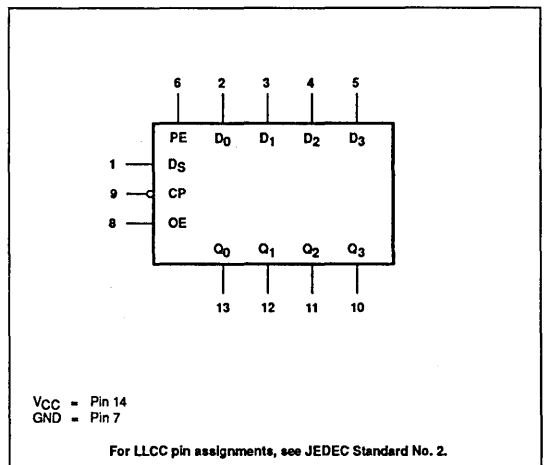 6 2 3 4 5
PE D0 D1 D2 D3
1 DS
9 CP
8 OE
Q0 Q1 Q2 Q3
13 12 11 10
VCC = Pin 14
GND = Pin 7
For LLCC pin assignments, see JEDEC Standard No. 2.